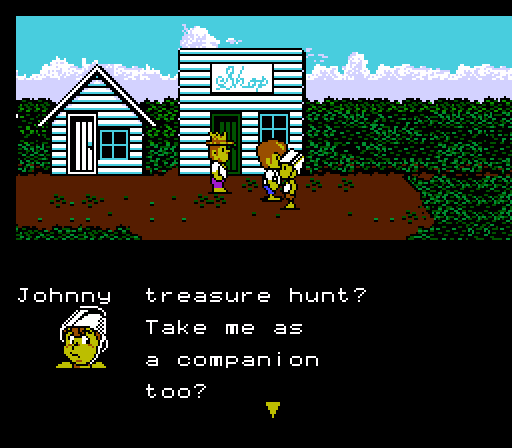 Shop
Johnny treasure hunt?
Take me as
a companion
too?